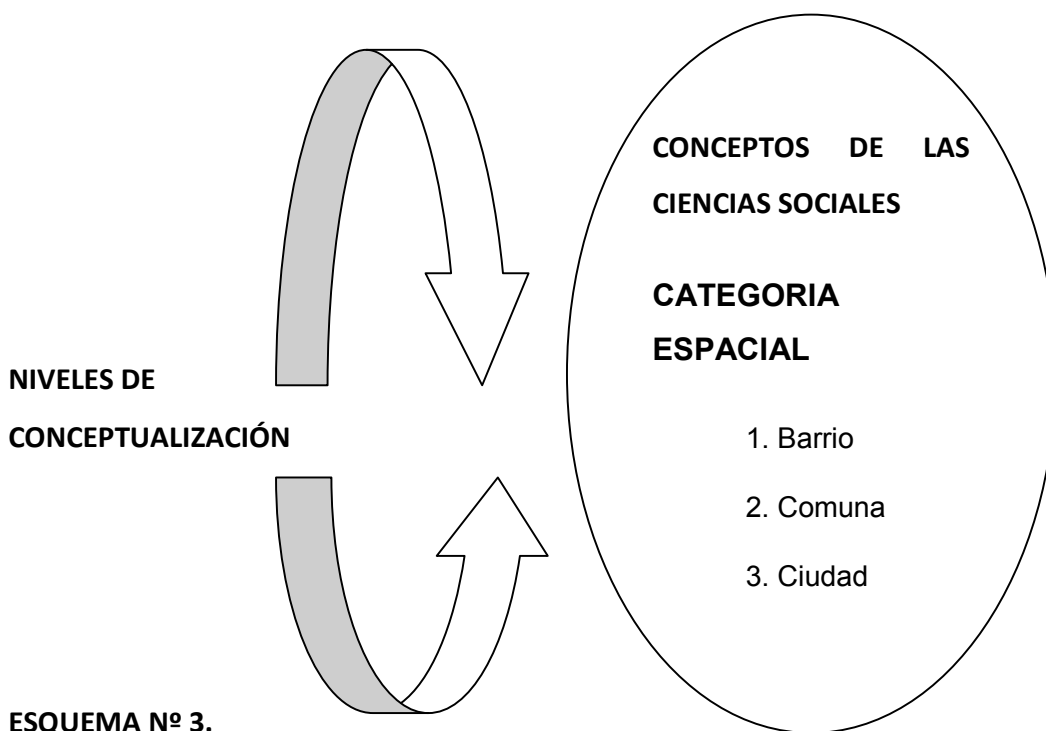 CONCEPTOS DE LAS
CIENCIAS SOCIALES
CATEGORIA
ESPACIAL
NIVELES DE
CONCEPTUALIZACIÓN
1. Barrio
2. Comuna
3. Ciudad
ESQUEMA Nº 3.